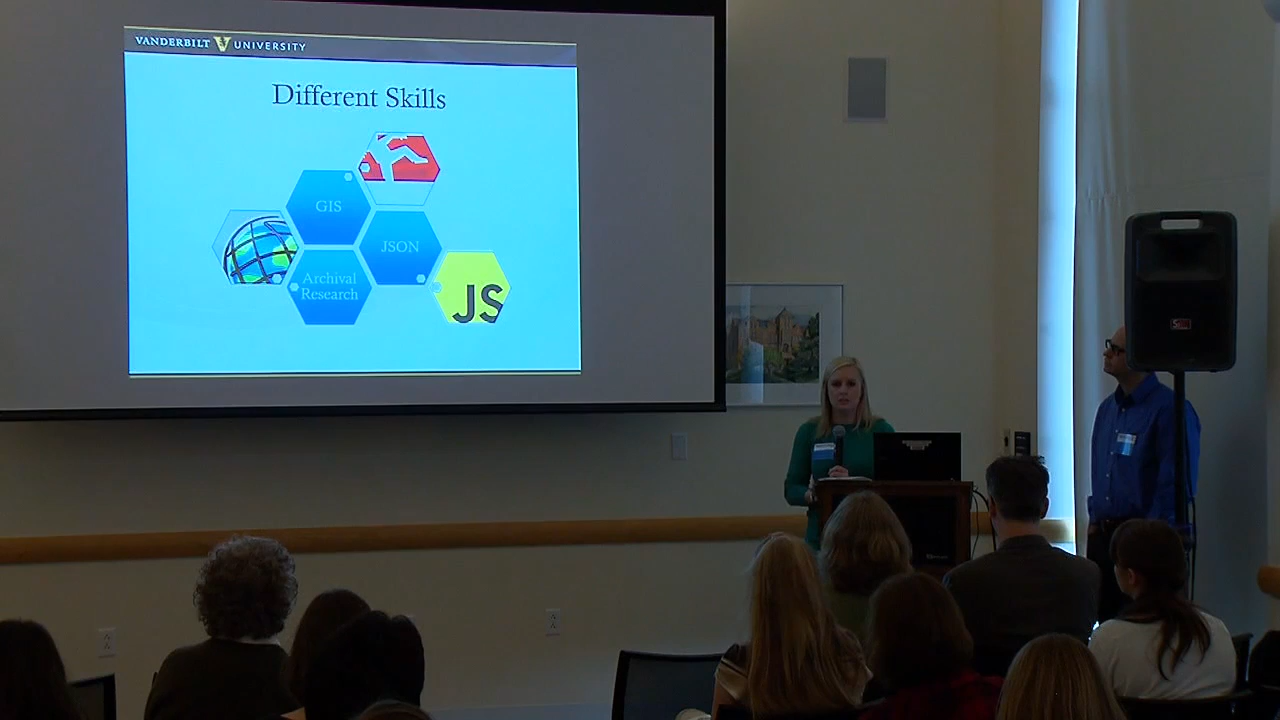 VANDERBILT V UNIVERSITY
Different Skills
GIS
JSON
Archival
Research
JS